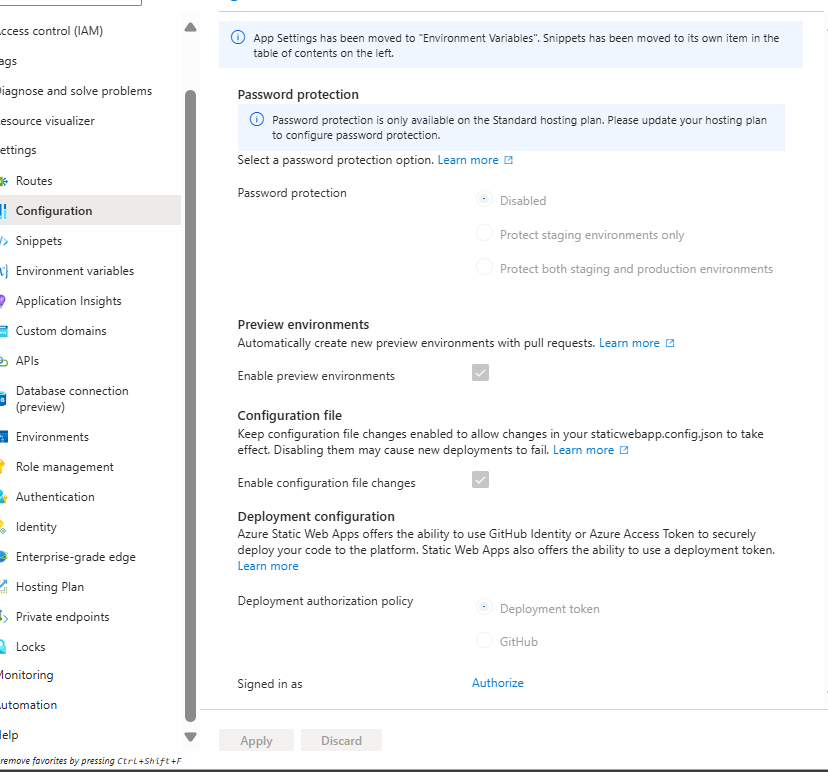 ccess control (IAM)
ags
iagnose and solve problems
esource visualizer
ettings
Routes
Configuration
Snippets
Environment variables
Application Insights
Custom domains
APIs
Database connection
(preview)
Environments
Role management
Authentication
Identity
Enterprise-grade edge
Hosting Plan
Private endpoints
Locks
Monitoring
utomation
elp
remove favorites by pressing Ctrl+Shift+F
App Settings has been moved to "Environment Variables". Snippets has been moved to its own item in the
table of contents on the left.
Password protection
Password protection is only available on the Standard hosting plan. Please update your hosting plan
to configure password protection.
Select a password protection option. Learn more
Password protection
Disabled
Protect staging environments only
Protect both staging and production environments
Preview environments
Automatically create new preview environments with pull requests. Learn more
Enable preview environments
Configuration file
Keep configuration file changes enabled to allow changes in your staticwebapp.config.json to take
effect. Disabling them may cause new deployments to fail. Learn more
Enable configuration file changes
Deployment configuration
Azure Static Web Apps offers the ability to use GitHub Identity or Azure Access Token to securely
deploy your code to the platform. Static Web Apps also offers the ability to use a deployment token.
Learn more
Deployment authorization policy
Deployment token
GitHub
Signed in as
Authorize
Apply
Discard